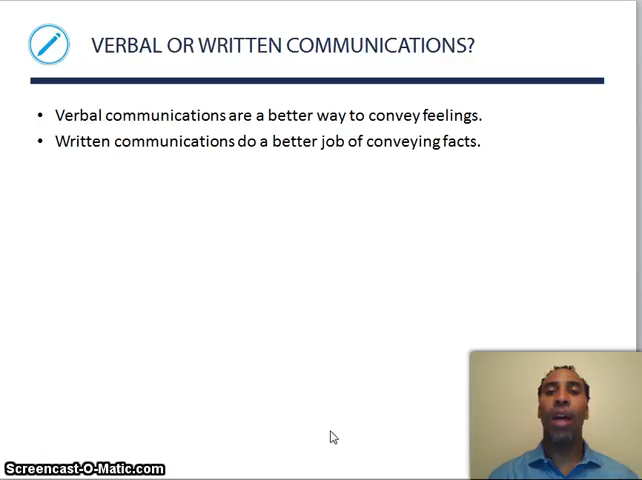 VERBAL OR WRITTEN COMMUNICATIONS?
• Verbal communications are a better way to convey feelings.
• Written communications do a better job of conveying facts.
Screencast-O-Matic.com